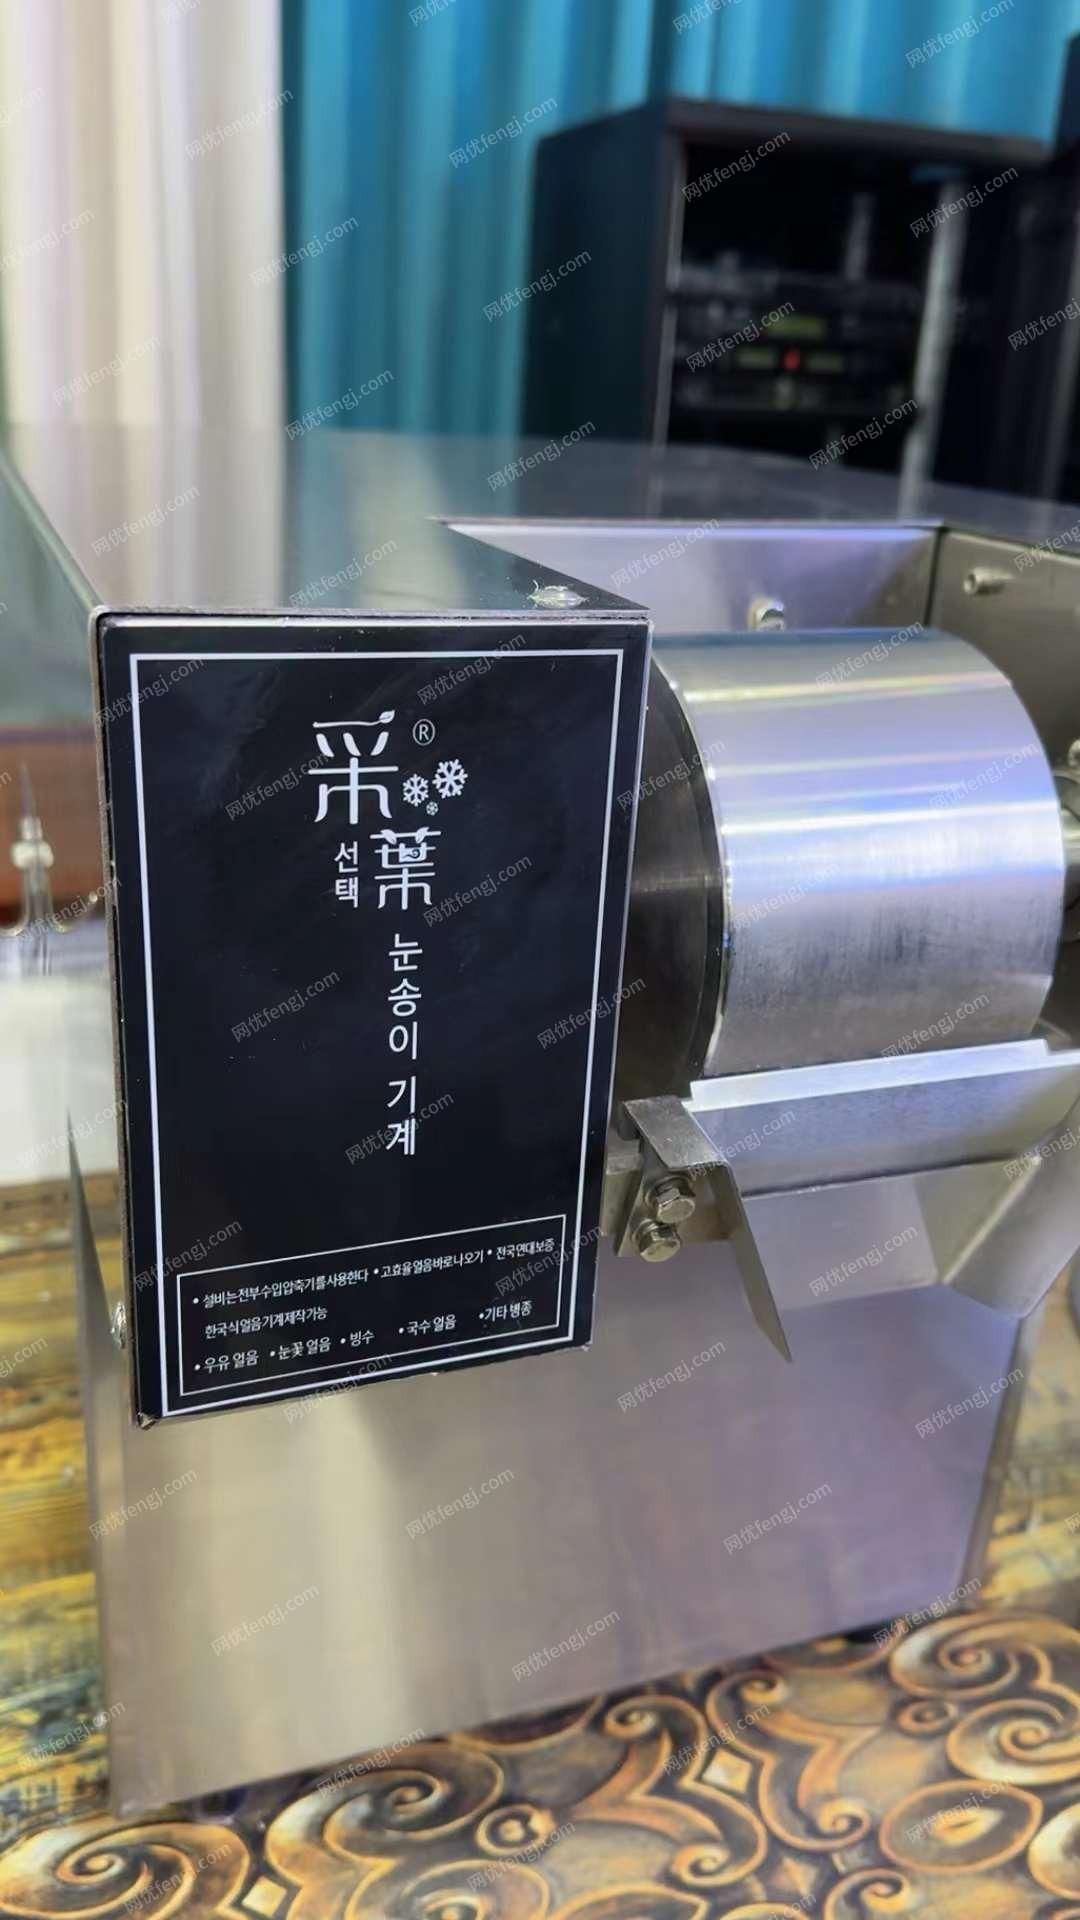 采®
葉
선택
눈송이 기계
• 설비는전부수입압축기를사용한다 • 고효율얼음바로나오기 • 전국연대보증
한국식얼음기계제작가능
• 우유 얼음 • 눈꽃 얼음 • 빙수 • 국수 얼음 • 기타 병종
网优fengj.com